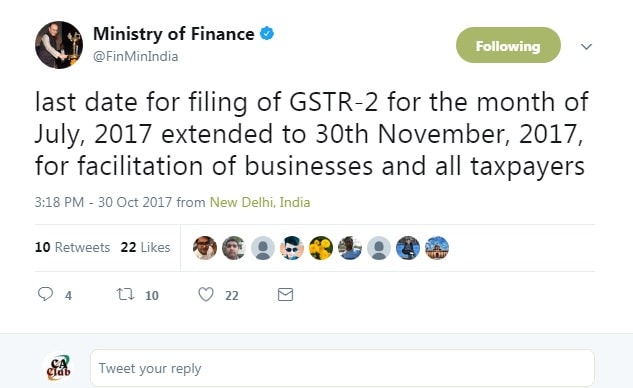 Ministry of Finance
@FinMinIndia
Following
last date for filing of GSTR-2 for the month of
July, 2017 extended to 30th November, 2017,
for facilitation of businesses and all taxpayers
3:18 PM - 30 Oct 2017 from New Delhi, India
10 Retweets 22 Likes
4 10 22
CA Club
Tweet your reply